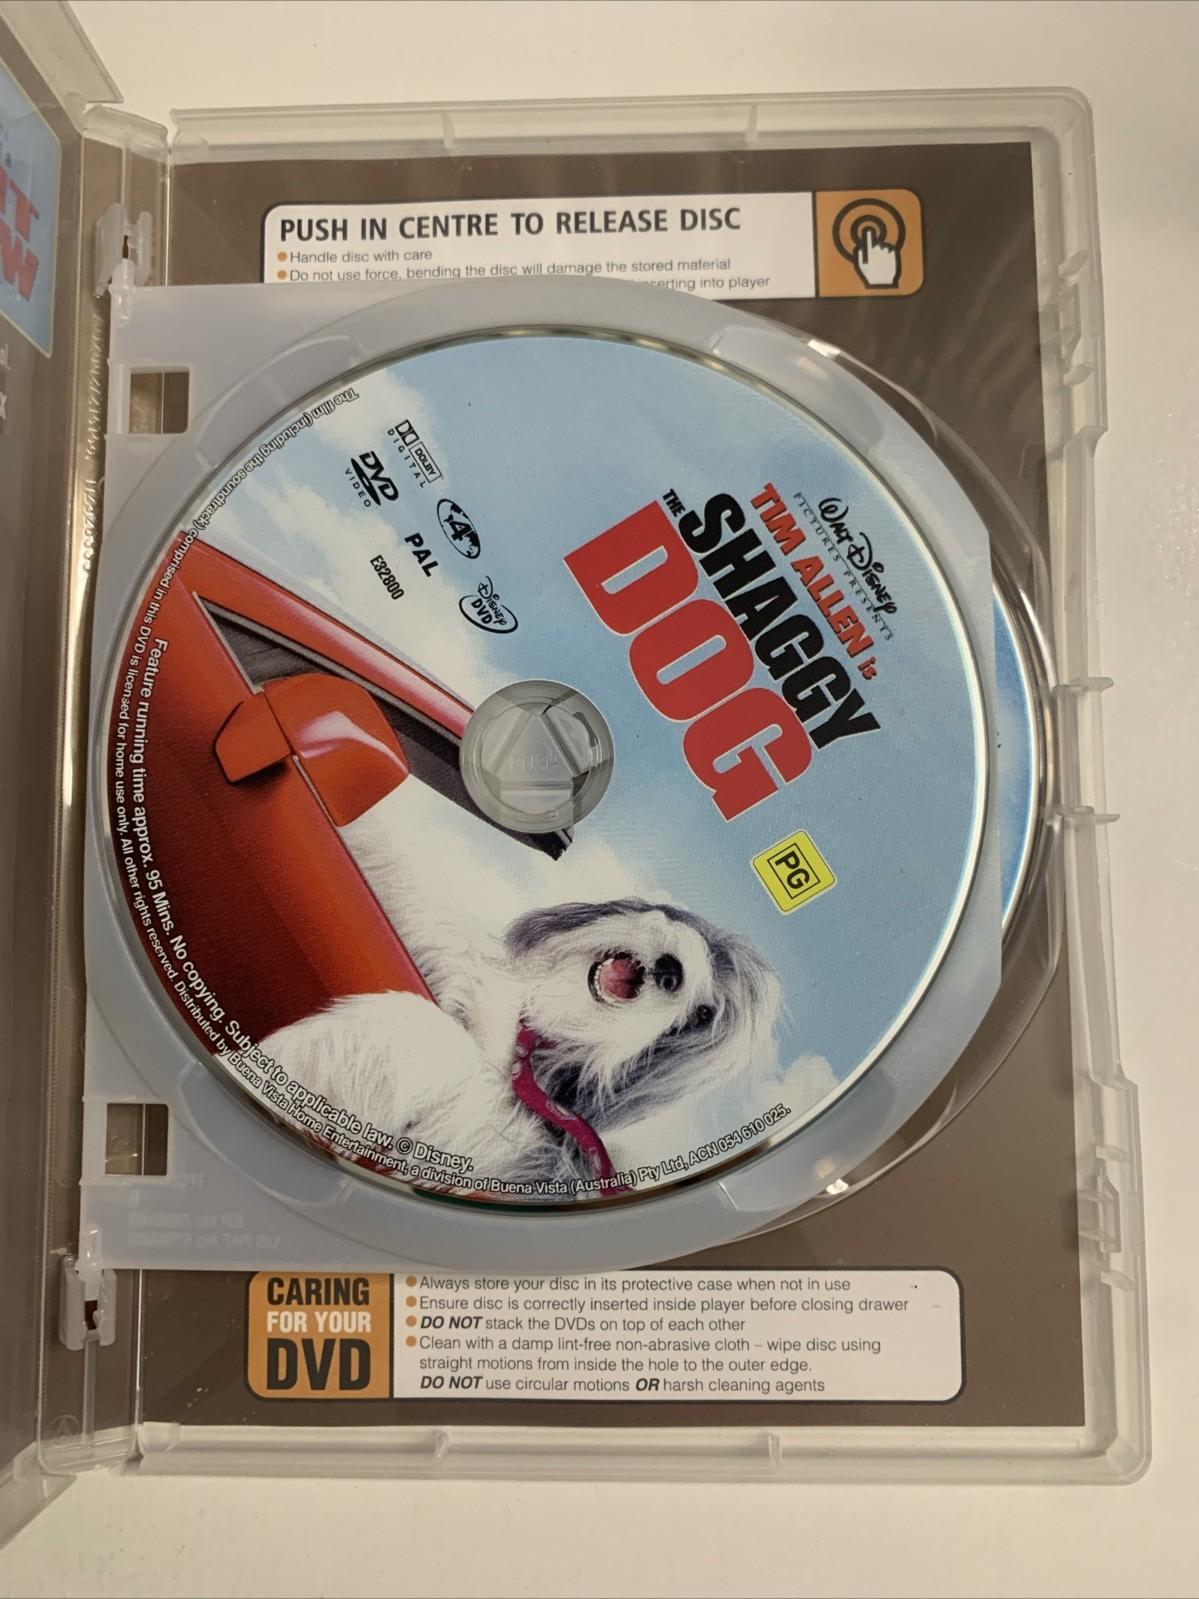 PUSH IN CENTRE TO RELEASE DISC
Handle disc with care
Do not use force, bending the disc will damage the stored material
inserting into player
WALT DISNEY
PICTURES PRESENTS
TIM ALLEN is
THE
SHAGGY
DOG
DOLBY
DIGITAL
DVD
VIDEO
4
PAL
DISNEY
DVD
E32800
PUSH
PG
Feature running time approx. 95 Mins. No copying. Subject to applicable law. © Disney.
The film (including the soundtrack) comprised in this DVD is licensed for home use only. All other rights reserved. Distributed by Buena Vista Home Entertainment, a division of Buena Vista (Australia) Pty Ltd, ACN 054 610 025.
CARING
FOR YOUR
DVD
Always store your disc in its protective case when not in use
Ensure disc is correctly inserted inside player before closing drawer
DO NOT stack the DVDs on top of each other
Clean with a damp lint-free non-abrasive cloth – wipe disc using
straight motions from inside the hole to the outer edge.
DO NOT use circular motions OR harsh cleaning agents